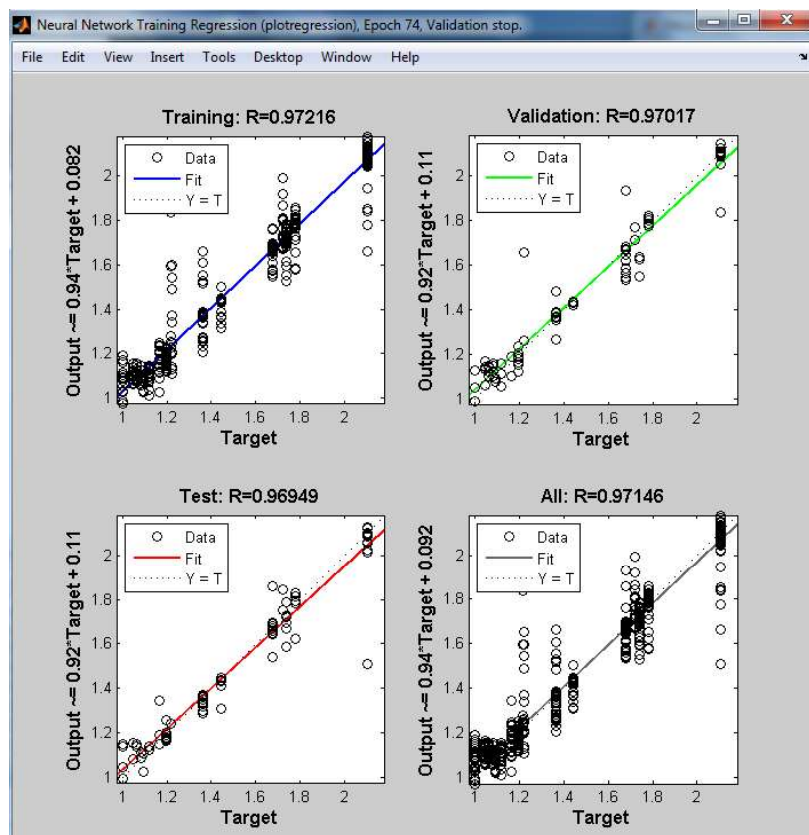 Neural Network Training Regression (plotregression), Epoch 74, Validation stop.
File Edit View Insert Tools Desktop Window Help
Training: R=0.97216
Output ~= 0.94*Target + 0.082
Data
Fit
Y = T
2
1.8
1.6
1.4
1.2
1
1 1.2 1.4 1.6 1.8 2
Target
Validation: R=0.97017
Output ~= 0.92*Target + 0.11
Data
Fit
Y = T
2
1.8
1.6
1.4
1.2
1
1 1.2 1.4 1.6 1.8 2
Target
Test: R=0.96949
Output ~= 0.92*Target + 0.11
Data
Fit
Y = T
2
1.8
1.6
1.4
1.2
1
1 1.2 1.4 1.6 1.8 2
Target
All: R=0.97146
Output ~= 0.94*Target + 0.092
Data
Fit
Y = T
2
1.8
1.6
1.4
1.2
1
1 1.2 1.4 1.6 1.8 2
Target